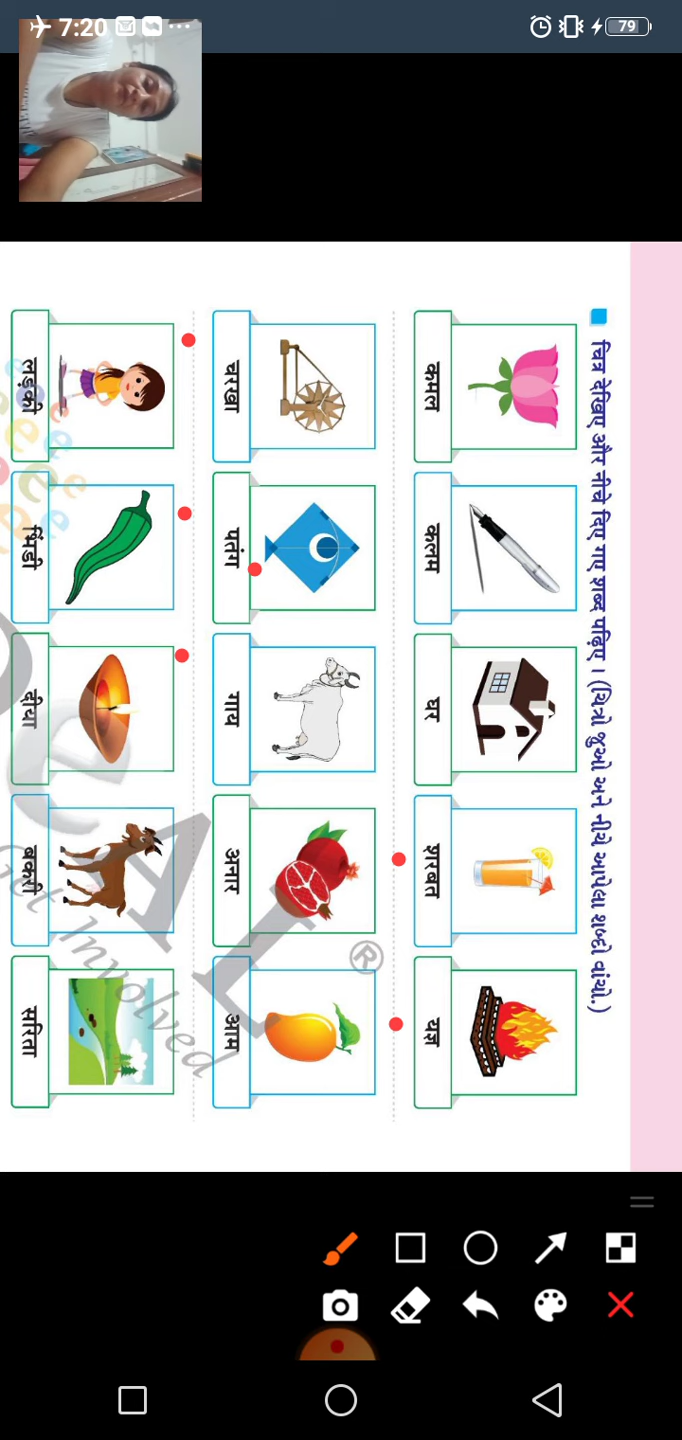 7:20
79
चित्र देखिए और नीचे दिए गए शब्द पढ़िए । (ચિત્રો જુઓ અને નીચે આપેલા શબ્દો વાંચો.)
कमल
कलम
घर
शरबत
यज्ञ
चरखा
पतंग
गाय
अनार
आम
लड़की
भिंडी
दीया
बकरी
सरिता
Get Involved
®